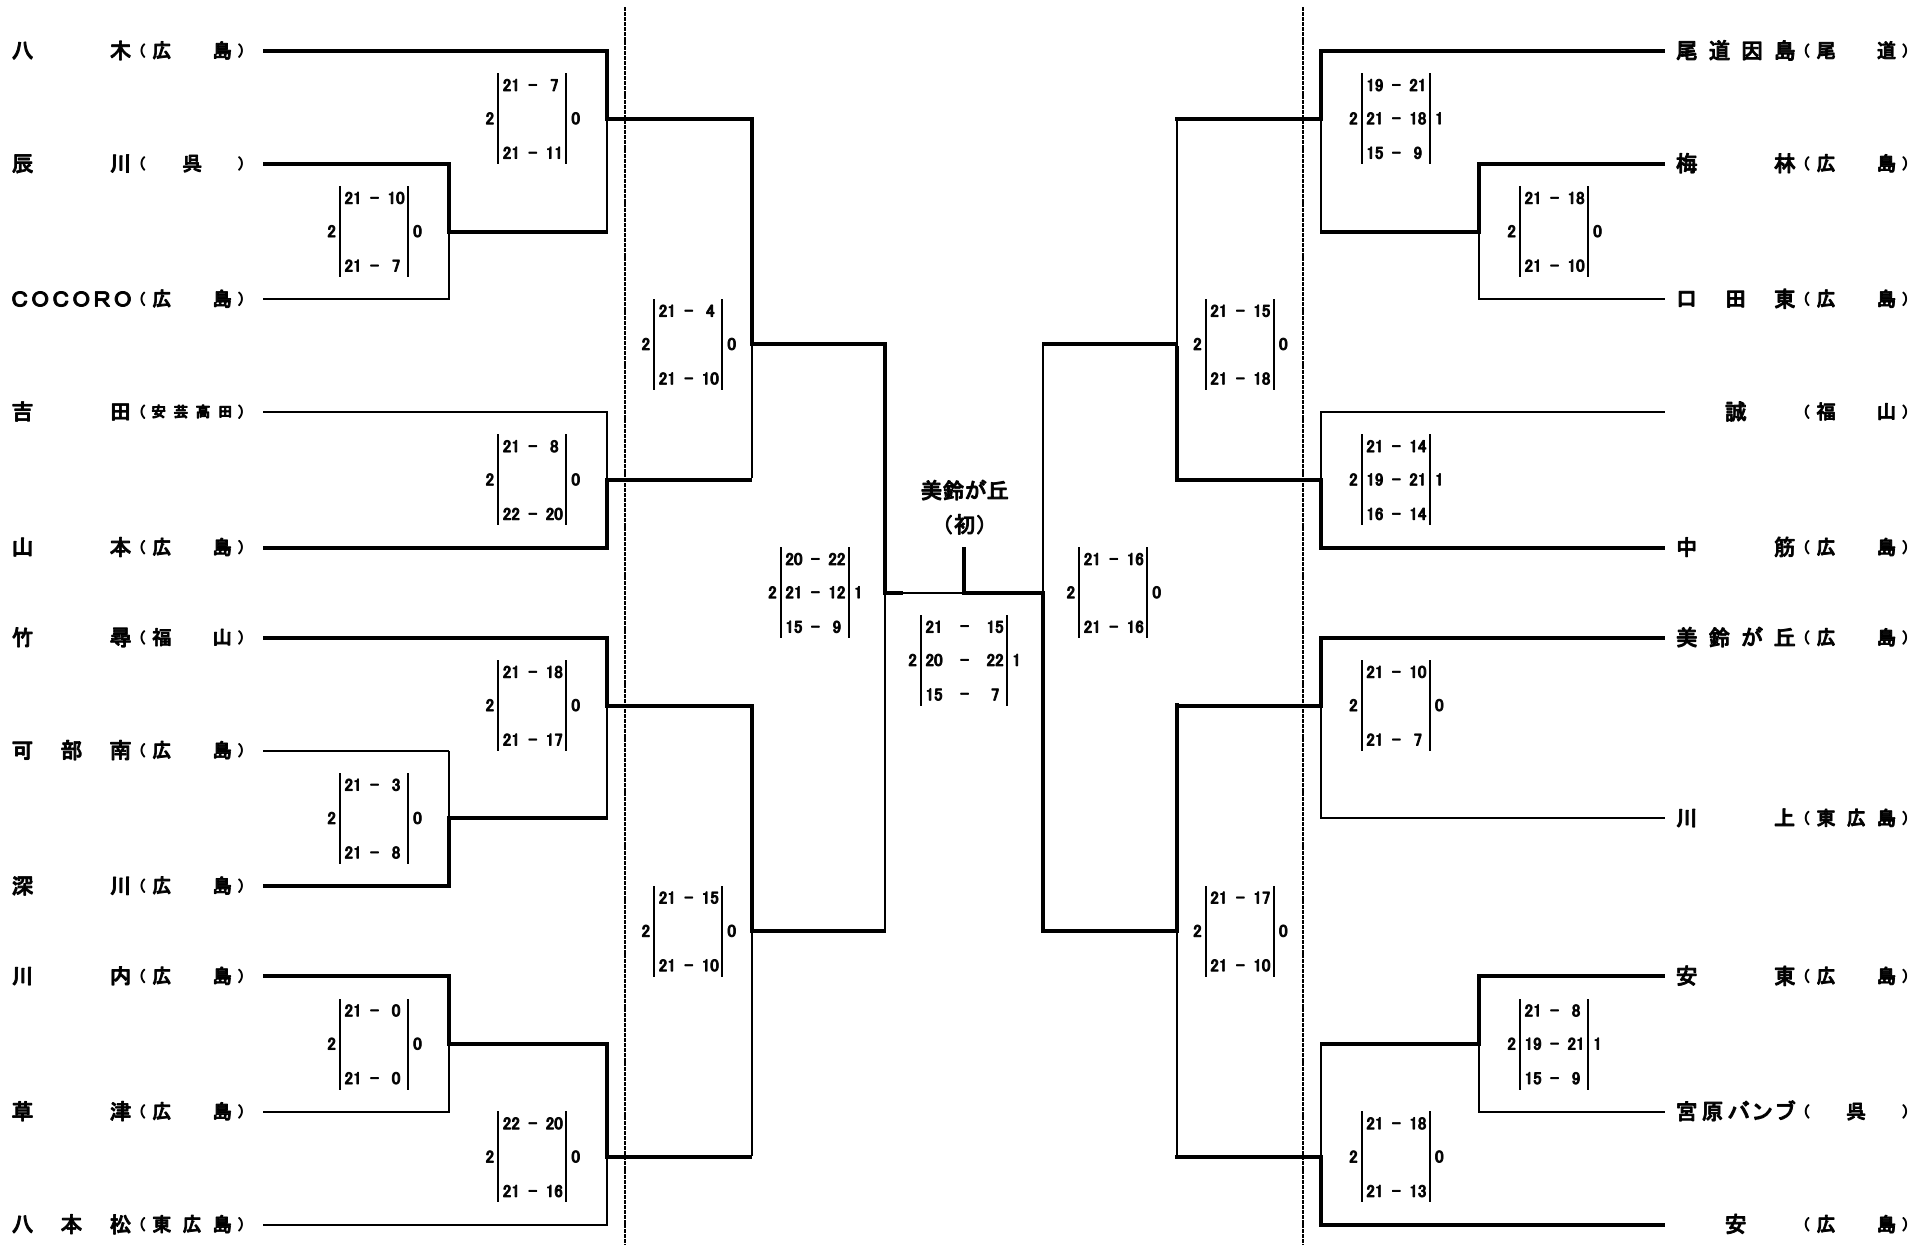 八木（広島）
21 - 7
2 0
21 - 11
辰川（呉）
21 - 10
2 0
21 - 7
COCORO（広島）
21 - 4
2 0
21 - 10
吉田（安芸高田）
21 - 8
2 0
22 - 20
山本（広島）
20 - 22
2 21 - 12 1
15 - 9
竹尋（福山）
21 - 18
2 0
21 - 17
可部南（広島）
21 - 3
2 0
21 - 8
深川（広島）
21 - 15
2 0
21 - 10
川内（広島）
21 - 0
2 0
21 - 0
草津（広島）
22 - 20
2 0
21 - 16
八本松（東広島）
美鈴が丘
（初）
21 - 15
2 20 - 22 1
15 - 7
尾道因島（尾道）
19 - 21
2 21 - 18 1
15 - 9
梅林（広島）
21 - 18
2 0
21 - 10
口田東（広島）
21 - 15
2 0
21 - 18
誠（福山）
21 - 14
2 19 - 21 1
16 - 14
中筋（広島）
21 - 16
2 0
21 - 16
美鈴が丘（広島）
21 - 10
2 0
21 - 7
川上（東広島）
21 - 17
2 0
21 - 10
安東（広島）
21 - 8
2 19 - 21 1
15 - 9
宮原バンブ（呉）
21 - 18
2 0
21 - 13
安（広島）